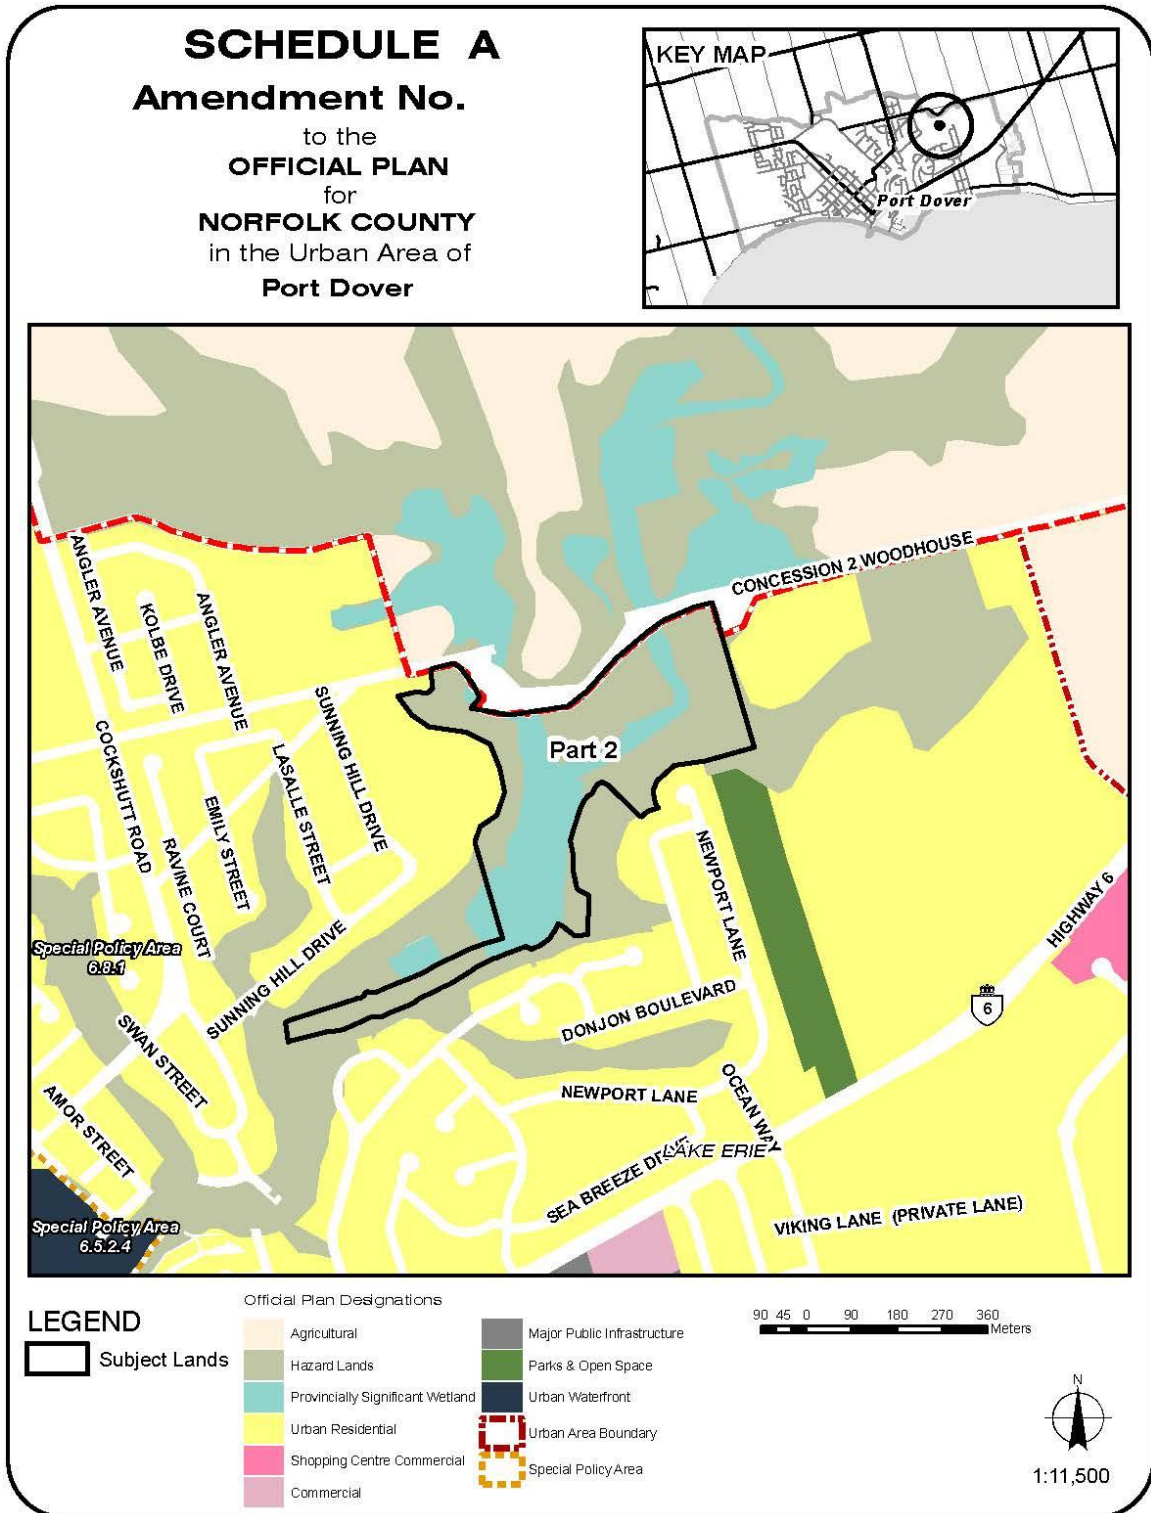 SCHEDULE A
Amendment No.
to the
OFFICIAL PLAN
for
NORFOLK COUNTY
in the Urban Area of
Port Dover
KEY MAP
Port Dover
CONCESSION 2 WOODHOUSE
ANGLER AVENUE
KOLBE DRIVE
ANGLER AVENUE
SUNNING HILL DRIVE
COCKSHUTT ROAD
LASALLE STREET
EMILY STREET
RAVINE COURT
Part 2
NEWPORT LANE
HIGHWAY 6
6
Special Policy Area
6.8.1
SUNNING HILL DRIVE
SWAN STREET
DONJON BOULEVARD
AMOR STREET
NEWPORT LANE
OCEAN WAY
SEA BREEZE DRIVE
LAKE ERIE
VIKING LANE (PRIVATE LANE)
Special Policy Area
6.5.2.4
LEGEND
Subject Lands
Official Plan Designations
Agricultural
Hazard Lands
Provincially Significant Wetland
Urban Residential
Shopping Centre Commercial
Commercial
Major Public Infrastructure
Parks & Open Space
Urban Waterfront
Urban Area Boundary
Special Policy Area
90 45 0 90 180 270 360
Meters
N
1:11,500